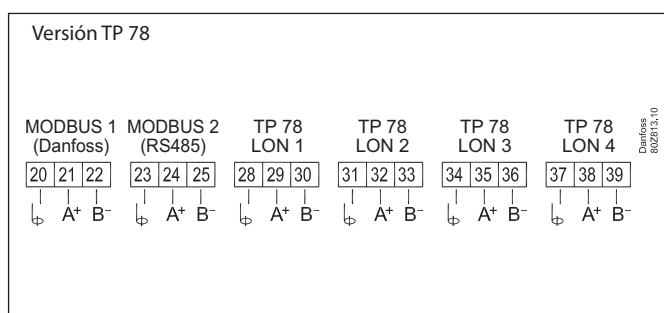 Versión TP 78
MODBUS 1 MODBUS 2 TP 78 TP 78 TP 78 TP 78
(Danfoss) (RS485) LON 1 LON 2 LON 3 LON 4
20 21 22 23 24 25 28 29 30 31 32 33 34 35 36 37 38 39
A+ B- A+ B- A+ B- A+ B- A+ B- A+ B-
Danfoss
80Z813.10